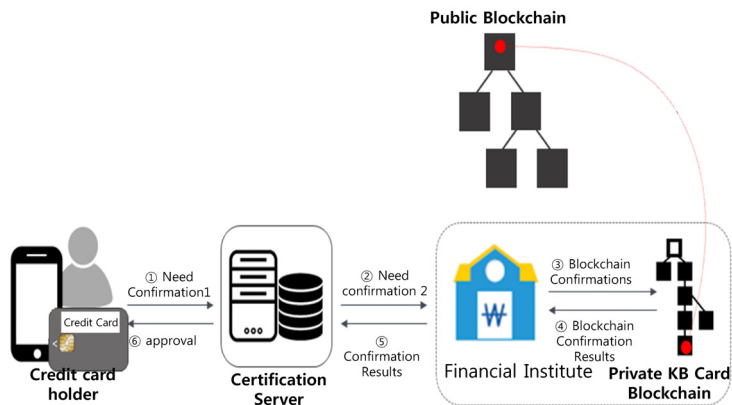 Public Blockchain
① Need
Confirmation1
② Need
confirmation 2
③ Blockchain
Confirmations
Credit Card
⑥ approval
⑤
Confirmation
Results
④ Blockchain
Confirmation
Results
₩
Credit card
holder
Certification
Server
Financial Institute
Private KB Card
Blockchain